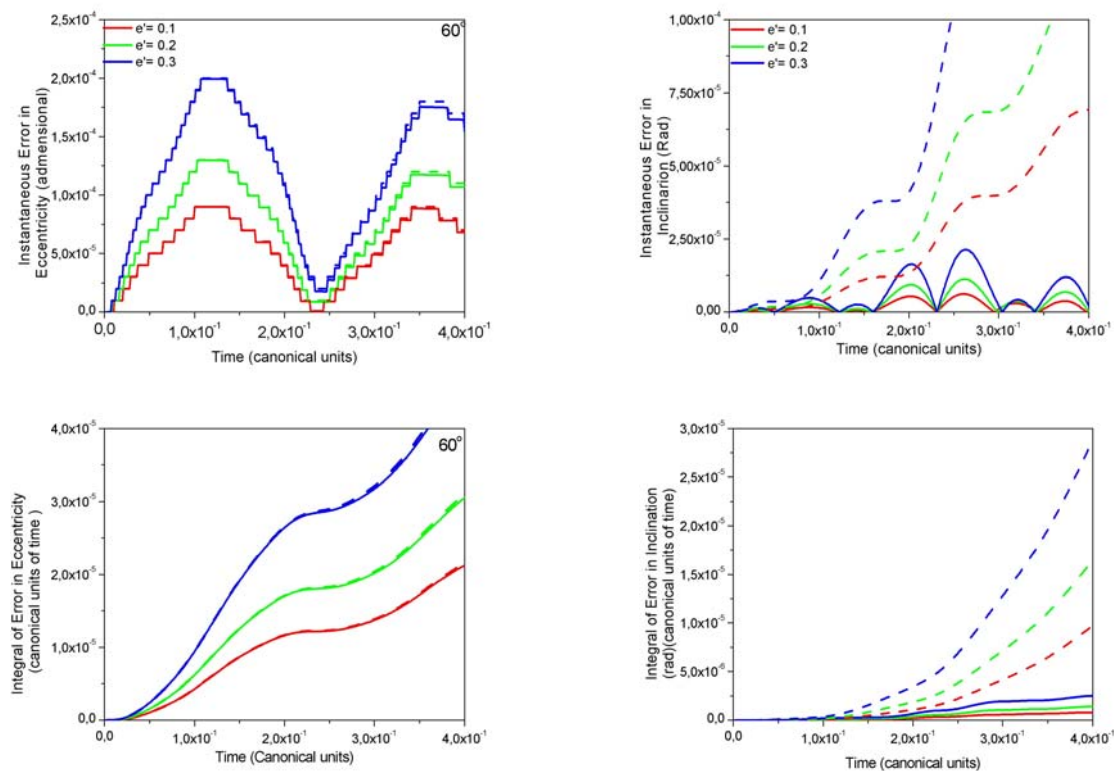 2,5x10⁻⁴
e'= 0.1
60°
e'= 0.2
e'= 0.3
2,0x10⁻⁴
1,5x10⁻⁴
1,0x10⁻⁴
5,0x10⁻⁵
0,0
Instantaneous Error in
Eccentricity (admensional)
0,0
1,0x10⁻¹
2,0x10⁻¹
3,0x10⁻¹
4,0x10⁻¹
Time (canonical units)
1,00x10⁻⁴
e'= 0.1
e'= 0.2
e'= 0.3
7,50x10⁻⁵
5,00x10⁻⁵
2,50x10⁻⁵
0,00
Instantaneous Error in
Inclinarion (Rad)
0,0
1,0x10⁻¹
2,0x10⁻¹
3,0x10⁻¹
4,0x10⁻¹
Time (canonical units)
4,0x10⁻⁵
60°
3,0x10⁻⁵
2,0x10⁻⁵
1,0x10⁻⁵
0,0
Integral of Error in Eccentricity
(canonical units of time )
0,0
1,0x10⁻¹
2,0x10⁻¹
3,0x10⁻¹
4,0x10⁻¹
Time (Canonical units)
3,0x10⁻⁵
2,5x10⁻⁵
2,0x10⁻⁵
1,5x10⁻⁵
1,0x10⁻⁵
5,0x10⁻⁶
0,0
Integral of Error in Inclination
(rad)(canonical units of time)
0,0
1,0x10⁻¹
2,0x10⁻¹
3,0x10⁻¹
4,0x10⁻¹
Time (canonical units)